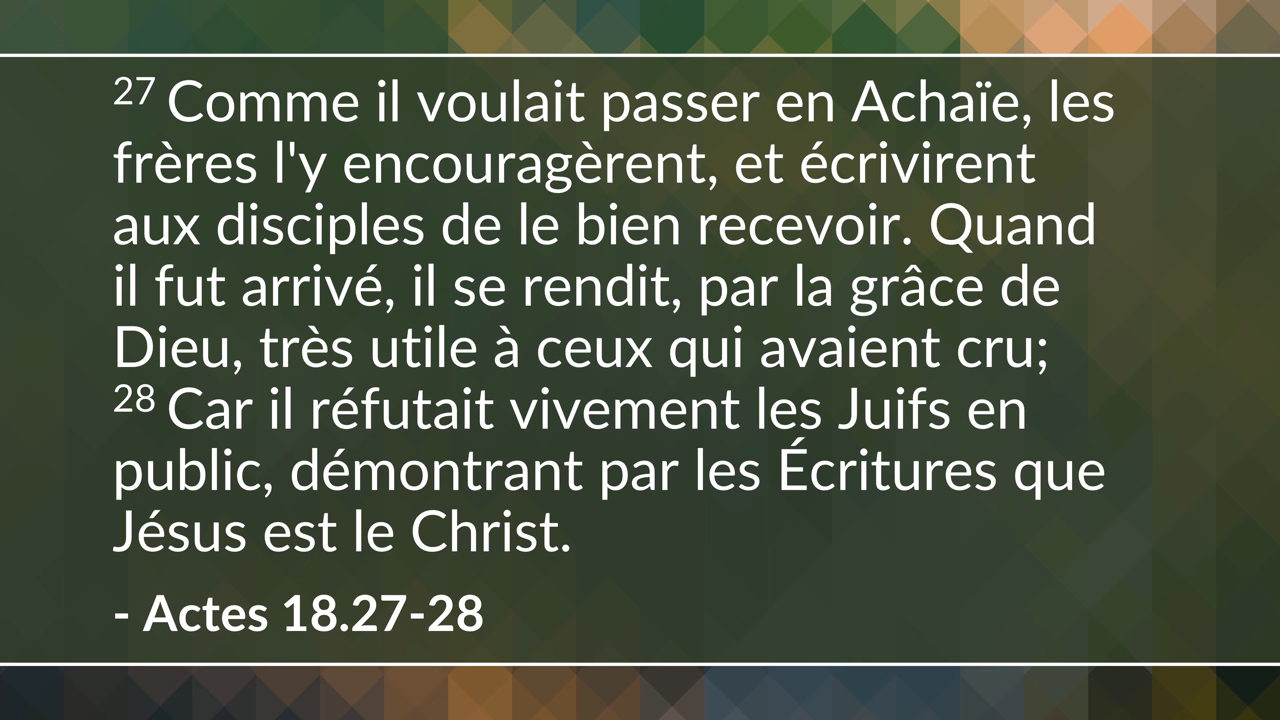 27 Comme il voulait passer en Achaïe, les
frères l'y encouragèrent, et écrivirent
aux disciples de le bien recevoir. Quand
il fut arrivé, il se rendit, par la grâce de
Dieu, très utile à ceux qui avaient cru;
28 Car il réfutait vivement les Juifs en
public, démontrant par les Écritures que
Jésus est le Christ.
- Actes 18.27-28